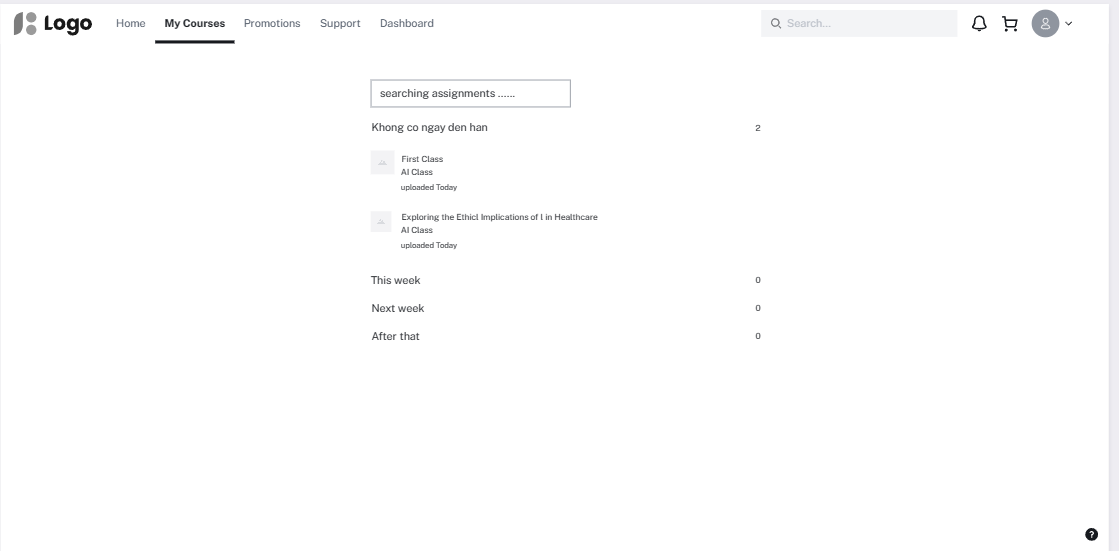 Logo
Home My Courses Promotions Support Dashboard Search...
searching assignments ......
Khong co ngay den han 2
First Class
AI Class
uploaded Today
Exploring the Ethicl Implications of I in Healthcare
AI Class
uploaded Today
This week 0
Next week 0
After that 0
?